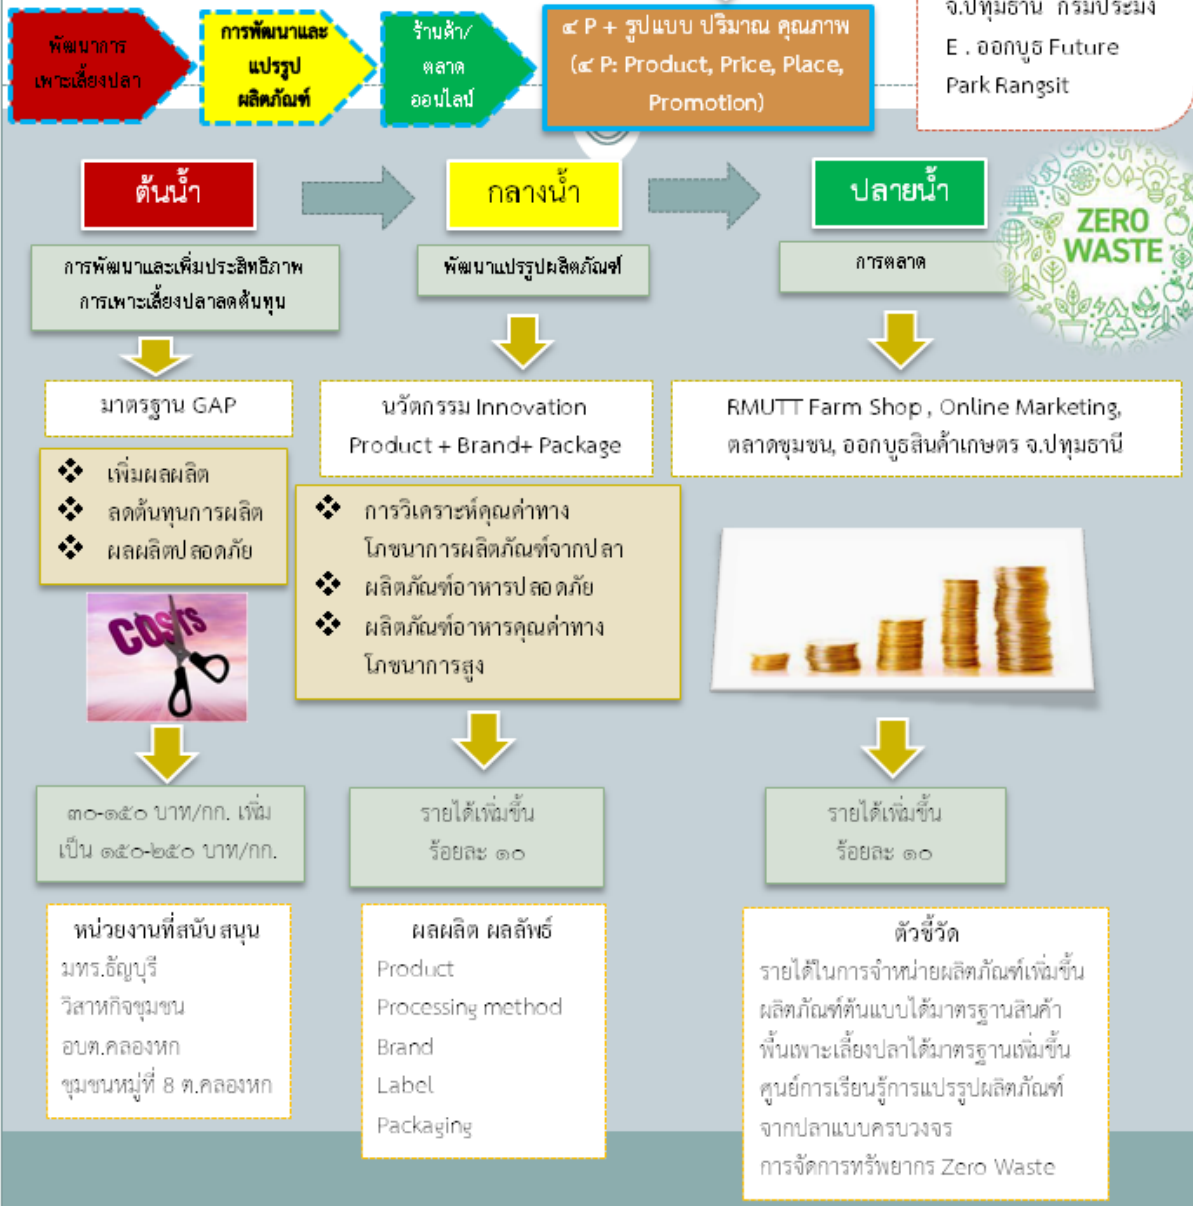 พัฒนาการ
เพาะเลี้ยงปลา
การพัฒนาและ
แปรรูป
ผลิตภัณฑ์
ร้านค้า/
ตลาด
ออนไลน์
๔ P + รูปแบบ ปริมาณ คุณภาพ
(๔ P: Product, Price, Place,
Promotion)
จ.ปทุมธานี กรมประมง
E . ออกบูธ Future
Park Rangsit
ต้นน้ำ
กลางน้ำ
ปลายน้ำ
ZERO
WASTE
การพัฒนาและเพิ่มประสิทธิภาพ
การเพาะเลี้ยงปลาลดต้นทุน
พัฒนาแปรรูปผลิตภัณฑ์
การตลาด
มาตรฐาน GAP
นวัตกรรม Innovation
Product + Brand+ Package
RMUTT Farm Shop , Online Marketing,
ตลาดชุมชน, ออกบูธสินค้าเกษตร จ.ปทุมธานี
❖ เพิ่มผลผลิต
❖ ลดต้นทุนการผลิต
❖ ผลผลิตปลอดภัย
❖ การวิเคราะห์คุณค่าทาง
โภชนาการผลิตภัณฑ์จากปลา
❖ ผลิตภัณฑ์อาหารปลอดภัย
❖ ผลิตภัณฑ์อาหารคุณค่าทาง
โภชนาการสูง
COSTS
๓๐-๑๕๐ บาท/กก. เพิ่ม
เป็น ๑๕๐-๒๕๐ บาท/กก.
รายได้เพิ่มขึ้น
ร้อยละ ๑๐
รายได้เพิ่มขึ้น
ร้อยละ ๑๐
หน่วยงานที่สนับสนุน
มทร.ธัญบุรี
วิสาหกิจชุมชน
อบต.คลองหก
ชุมชนหมู่ที่ 8 ต.คลองหก
ผลผลิต ผลลัพธ์
Product
Processing method
Brand
Label
Packaging
ตัวชี้วัด
รายได้ในการจำหน่ายผลิตภัณฑ์เพิ่มขึ้น
ผลิตภัณฑ์ต้นแบบได้มาตรฐานสินค้า
พื้นเพาะเลี้ยงปลาได้มาตรฐานเพิ่มขึ้น
ศูนย์การเรียนรู้การแปรรูปผลิตภัณฑ์
จากปลาแบบครบวงจร
การจัดการทรัพยากร Zero Waste